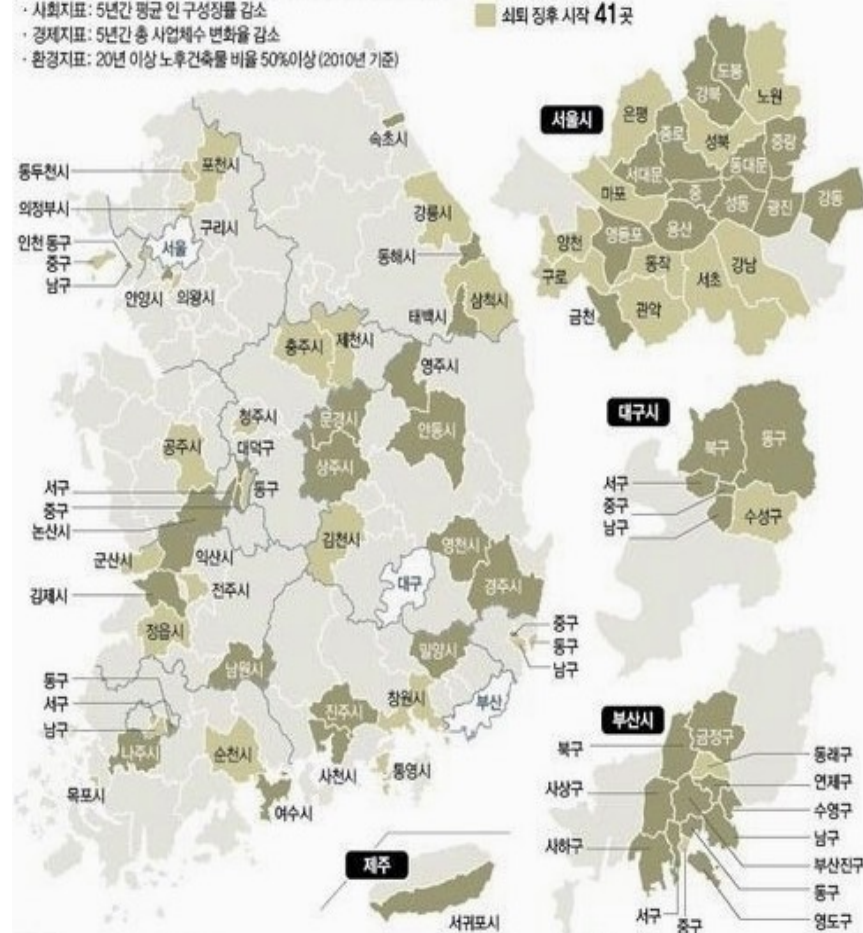 · 사회지표: 5년간 평균 인 구성장률 감소
· 경제지표: 5년간 총 사업체수 변화율 감소
· 환경지표: 20년 이상 노후건축물 비율 50%이상 (2010년 기준)
쇠퇴 징후 시작 41곳
속초시
포천시
동두천시
의정부시
구리시
서울
인천 동구
중구
남구
안양시
의왕시
강릉시
동해시
삼척시
태백시
충주시
제천시
영주시
문경시
안동시
상주시
청주시
대덕구
공주시
서구
동구
중구
논산시
김천시
영천시
군산시
익산시
대구
경주시
김제시
전주시
정읍시
중구
동구
남구
밀양시
남원시
동구
서구
남구
창원시
부산
진주시
나주시
순천시
사천시
통영시
목포시
여수시
제주
서귀포시
서울시
도봉
강북
노원
은평
종로
성북
중랑
서대문
동대문
마포
중
성동
광진
강동
양천
영등포
용산
구로
동작
서초
강남
금천
관악
대구시
북구
동구
서구
중구
남구
수성구
부산시
북구
금정구
동래구
사상구
연제구
수영구
사하구
남구
부산진구
동구
서구
중구
영도구